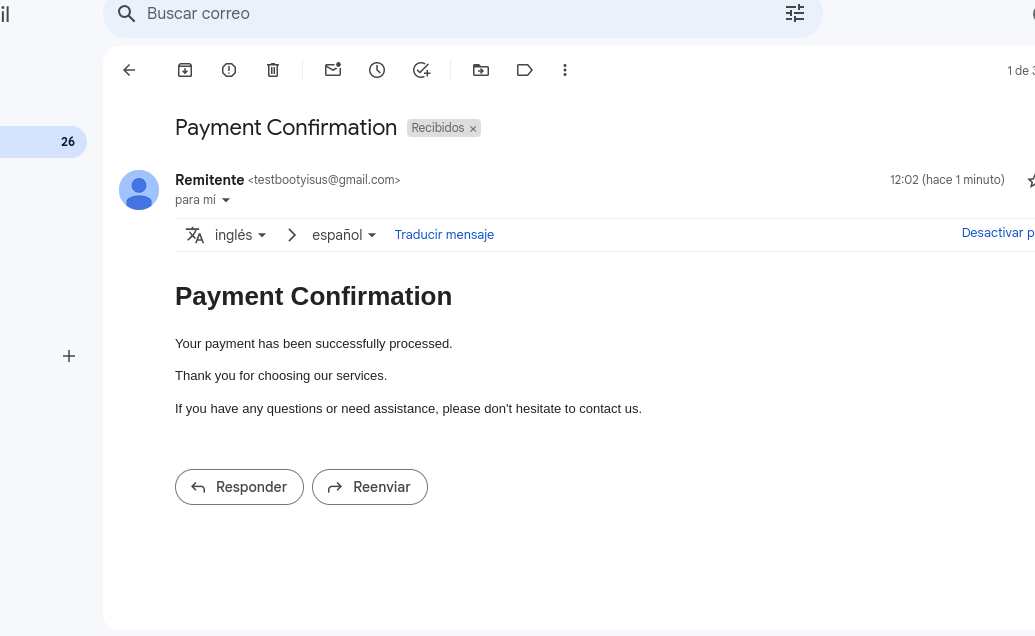 il
Buscar correo
1 de 3
26
Payment Confirmation Recibidos ×
Remitente <testbootyisus@gmail.com> 12:02 (hace 1 minuto)
para mí
inglés > español Traducir mensaje Desactivar p
Payment Confirmation
Your payment has been successfully processed.
Thank you for choosing our services.
If you have any questions or need assistance, please don't hesitate to contact us.
Responder Reenviar